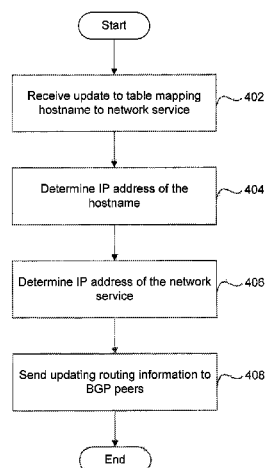 Start
Receive update to table mapping
hostname to network service
402
Determine IP address of the
hostname
404
Determine IP address of the network
service
406
Send updating routing information to
BGP peers
408
End